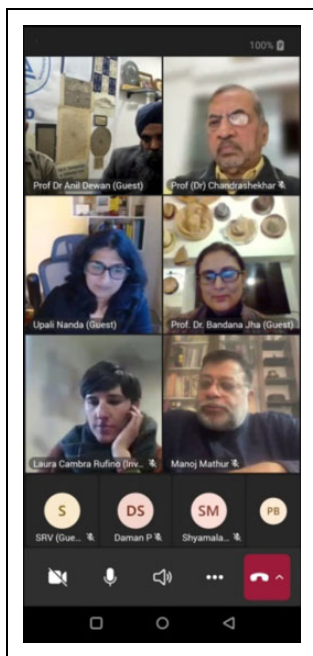 100%
Prof Dr Anil Dewan (Guest)
Prof (Dr) Chandrashekhar
Upali Nanda (Guest)
Prof. Dr. Bandana Jha (Guest)
Laura Cambra Rufino (Inv...
Manoj Mathur
S
DS
SM
PB
SRV (Gue...
Daman P
Shyamala...